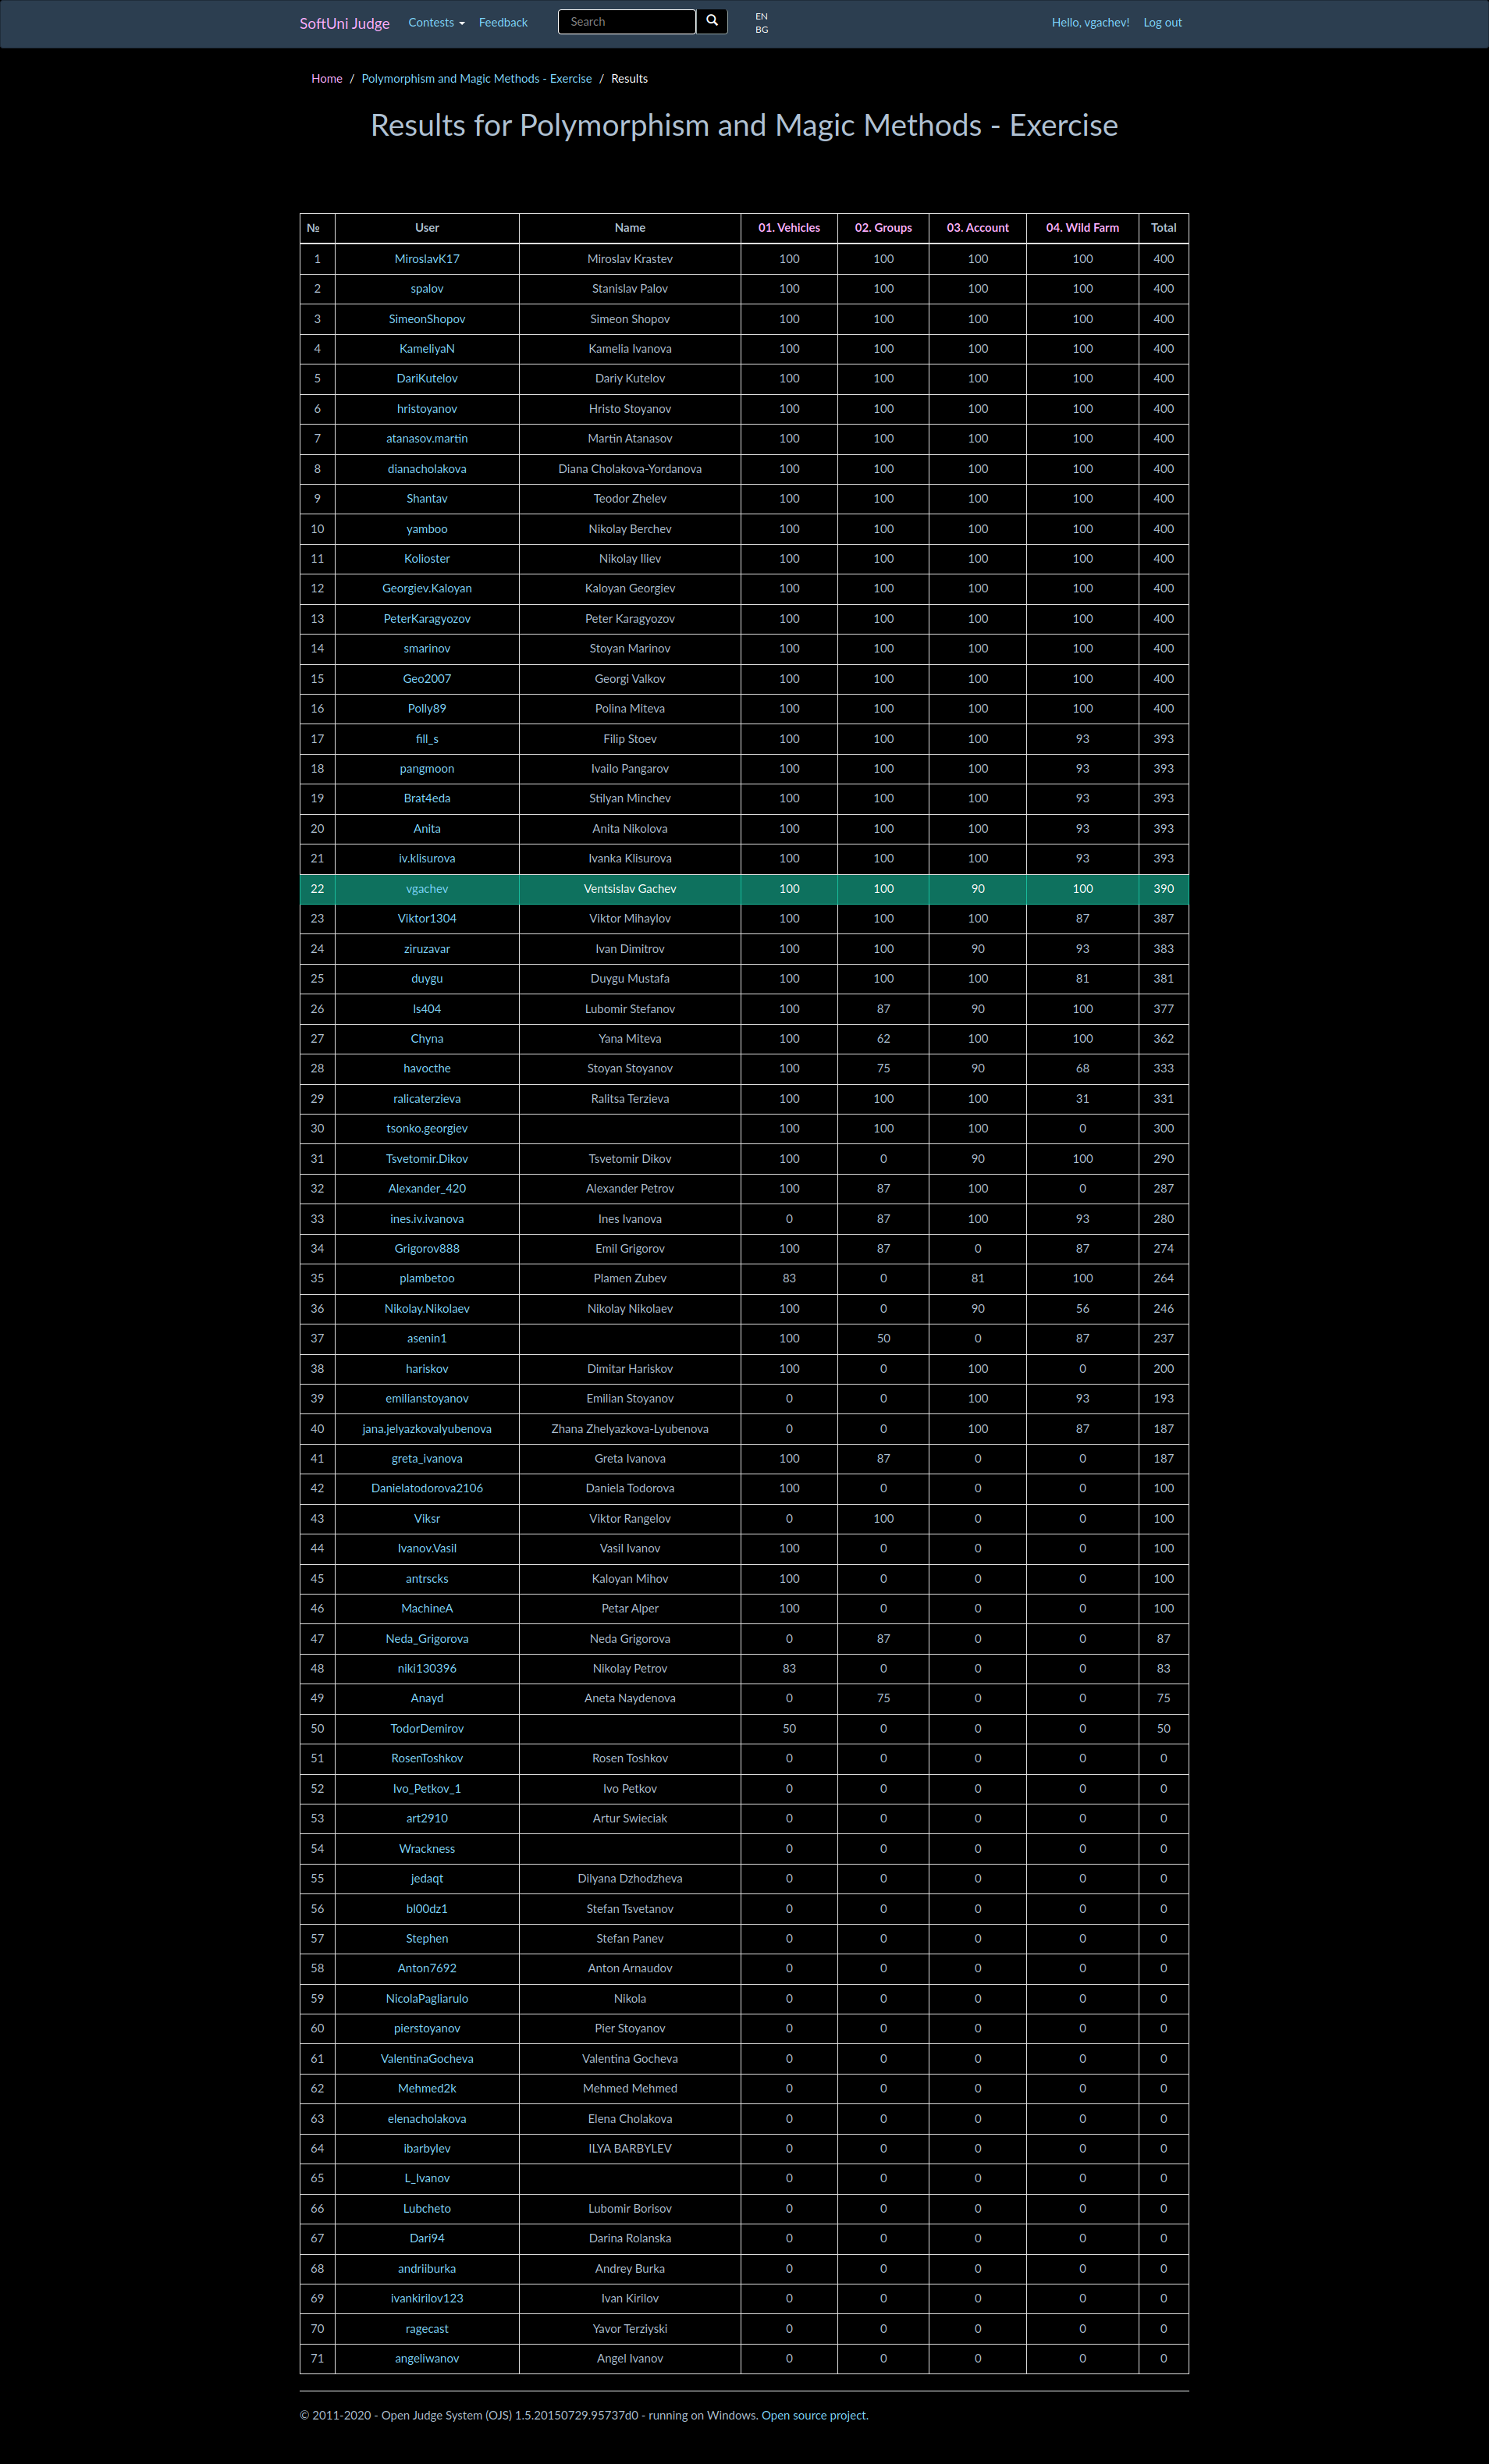 SoftUni Judge Contests Feedback Search EN Hello, vgachev! Log out
BG
Home / Polymorphism and Magic Methods - Exercise / Results
Results for Polymorphism and Magic Methods - Exercise
№ User Name 01. Vehicles 02. Groups 03. Account 04. Wild Farm Total
1 MiroslavK17 Miroslav Krastev 100 100 100 100 400
2 spalov Stanislav Palov 100 100 100 100 400
3 SimeonShopov Simeon Shopov 100 100 100 100 400
4 KameliyaN Kamelia Ivanova 100 100 100 100 400
5 DariKutelov Dariy Kutelov 100 100 100 100 400
6 hristoyanov Hristo Stoyanov 100 100 100 100 400
7 atanasov.martin Martin Atanasov 100 100 100 100 400
8 dianacholakova Diana Cholakova-Yordanova 100 100 100 100 400
9 Shantav Teodor Zhelev 100 100 100 100 400
10 yamboo Nikolay Berchev 100 100 100 100 400
11 Kolioster Nikolay Iliev 100 100 100 100 400
12 Georgiev.Kaloyan Kaloyan Georgiev 100 100 100 100 400
13 PeterKaragyozov Peter Karagyozov 100 100 100 100 400
14 smarinov Stoyan Marinov 100 100 100 100 400
15 Geo2007 Georgi Valkov 100 100 100 100 400
16 Polly89 Polina Miteva 100 100 100 100 400
17 fill_s Filip Stoev 100 100 100 93 393
18 pangmoon Ivailo Pangarov 100 100 100 93 393
19 Brat4eda Stilyan Minchev 100 100 100 93 393
20 Anita Anita Nikolova 100 100 100 93 393
21 iv.klisurova Ivanka Klisurova 100 100 100 93 393
22 vgachev Ventsislav Gachev 100 100 90 100 390
23 Viktor1304 Viktor Mihaylov 100 100 100 87 387
24 ziruzavar Ivan Dimitrov 100 100 90 93 383
25 duygu Duygu Mustafa 100 100 100 81 381
26 ls404 Lubomir Stefanov 100 87 90 100 377
27 Chyna Yana Miteva 100 62 100 100 362
28 havocthe Stoyan Stoyanov 100 75 90 68 333
29 ralicaterzieva Ralitsa Terzieva 100 100 100 31 331
30 tsonko.georgiev 100 100 100 0 300
31 Tsvetomir.Dikov Tsvetomir Dikov 100 0 90 100 290
32 Alexander_420 Alexander Petrov 100 87 100 0 287
33 ines.iv.ivanova Ines Ivanova 0 87 100 93 280
34 Grigorov888 Emil Grigorov 100 87 0 87 274
35 plambetoo Plamen Zubev 83 0 81 100 264
36 Nikolay.Nikolaev Nikolay Nikolaev 100 0 90 56 246
37 asenin1 100 50 0 87 237
38 hariskov Dimitar Hariskov 100 0 100 0 200
39 emilianstoyanov Emilian Stoyanov 0 0 100 93 193
40 jana.jelyazkovalyubenova Zhana Zhelyazkova-Lyubenova 0 0 100 87 187
41 greta_ivanova Greta Ivanova 100 87 0 0 187
42 Danielatodorova2106 Daniela Todorova 100 0 0 0 100
43 Viksr Viktor Rangelov 0 100 0 0 100
44 Ivanov.Vasil Vasil Ivanov 100 0 0 0 100
45 antrscks Kaloyan Mihov 100 0 0 0 100
46 MachineA Petar Alper 100 0 0 0 100
47 Neda_Grigorova Neda Grigorova 0 87 0 0 87
48 niki130396 Nikolay Petrov 83 0 0 0 83
49 Anayd Aneta Naydenova 0 75 0 0 75
50 TodorDemirov 50 0 0 0 50
51 RosenToshkov Rosen Toshkov 0 0 0 0 0
52 Ivo_Petkov_1 Ivo Petkov 0 0 0 0 0
53 art2910 Artur Swieciak 0 0 0 0 0
54 Wrackness 0 0 0 0 0
55 jedaqt Dilyana Dzhodzheva 0 0 0 0 0
56 bl00dz1 Stefan Tsvetanov 0 0 0 0 0
57 Stephen Stefan Panev 0 0 0 0 0
58 Anton7692 Anton Arnaudov 0 0 0 0 0
59 NicolaPagliarulo Nikola 0 0 0 0 0
60 pierstoyanov Pier Stoyanov 0 0 0 0 0
61 ValentinaGocheva Valentina Gocheva 0 0 0 0 0
62 Mehmed2k Mehmed Mehmed 0 0 0 0 0
63 elenacholakova Elena Cholakova 0 0 0 0 0
64 ibarbylev ILYA BARBYLEV 0 0 0 0 0
65 L_Ivanov 0 0 0 0 0
66 Lubcheto Lubomir Borisov 0 0 0 0 0
67 Dari94 Darina Rolanska 0 0 0 0 0
68 andriiburka Andrey Burka 0 0 0 0 0
69 ivankirilov123 Ivan Kirilov 0 0 0 0 0
70 ragecast Yavor Terziyski 0 0 0 0 0
71 angeliwanov Angel Ivanov 0 0 0 0 0
© 2011-2020 - Open Judge System (OJS) 1.5.20150729.95737d0 - running on Windows. Open source project.